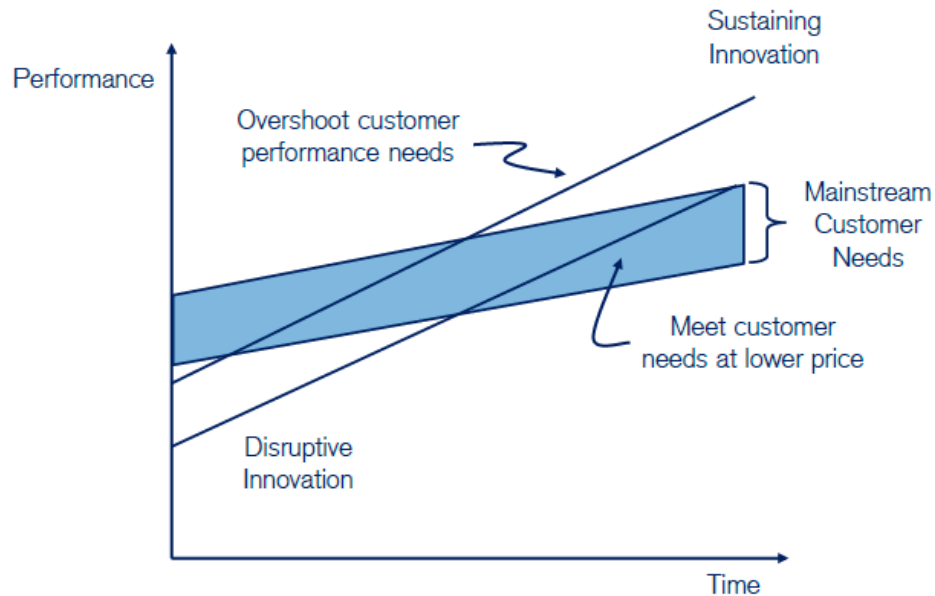 Sustaining
Innovation
Performance
Overshoot customer
performance needs
Mainstream
Customer
Needs
Meet customer
needs at lower price
Disruptive
Innovation
Time